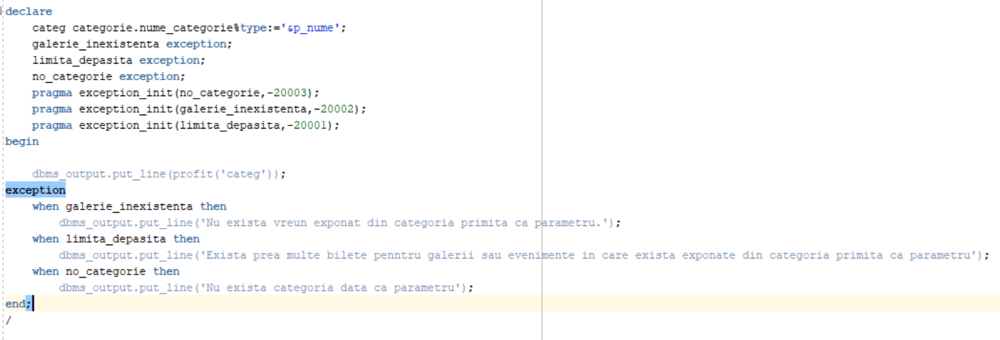 declare
    categ categorie.nume_categorie%type:='&p_nume';
    galerie_inexistenta exception;
    limita_depasita exception;
    no_categorie exception;
    pragma exception_init(no_categorie,-20003);
    pragma exception_init(galerie_inexistenta,-20002);
    pragma exception_init(limita_depasita,-20001);
begin
    dbms_output.put_line(profit('categ'));
exception
    when galerie_inexistenta then
        dbms_output.put_line('Nu exista vreun exponat din categoria primita ca parametru.');
    when limita_depasita then
        dbms_output.put_line('Exista prea multe bilete penntru galerii sau evenimente in care exista exponate din categoria primita ca parametru');
    when no_categorie then
        dbms_output.put_line('Nu exista categoria data ca parametru');
end;
/